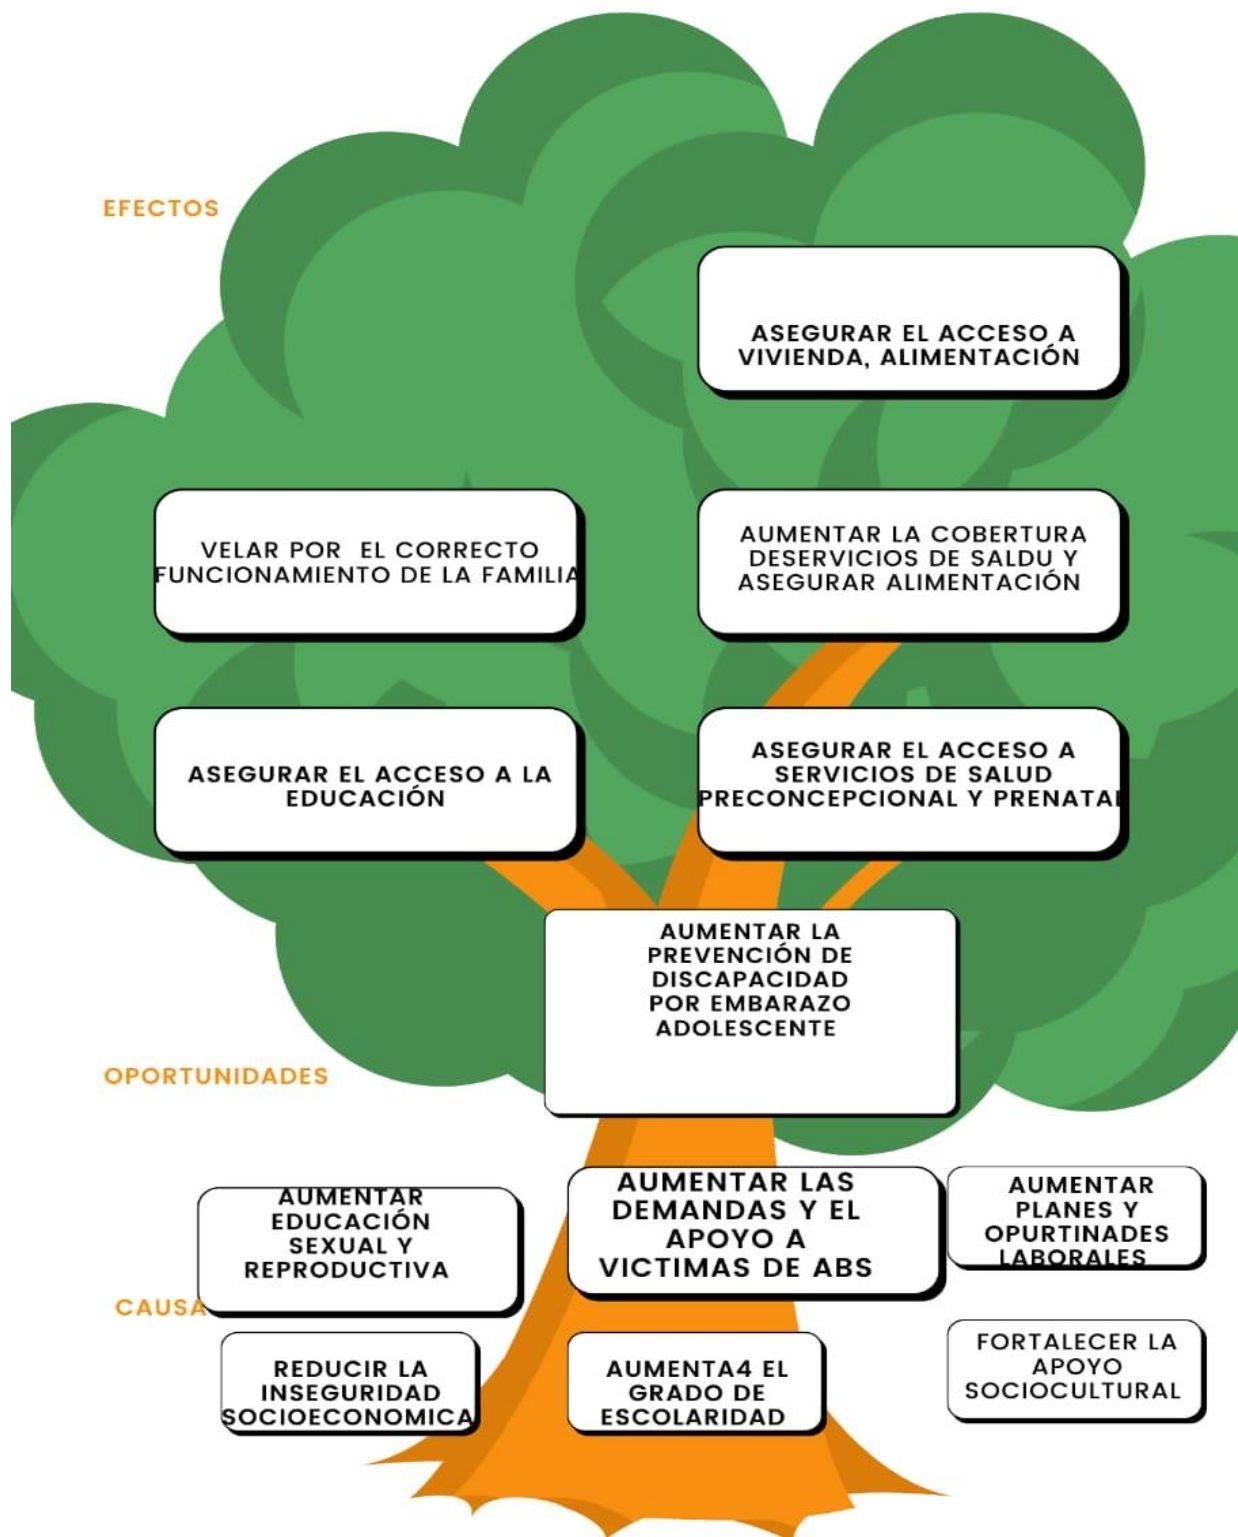 EFECTOS
ASEGURAR EL ACCESO A
VIVIENDA, ALIMENTACIÓN
VELAR POR  EL CORRECTO
FUNCIONAMIENTO DE LA FAMILIA
AUMENTAR LA COBERTURA
DESERVICIOS DE SALDU Y
ASEGURAR ALIMENTACIÓN
ASEGURAR EL ACCESO A LA
EDUCACIÓN
ASEGURAR EL ACCESO A
SERVICIOS DE SALUD
PRECONCEPCIONAL Y PRENATAL
AUMENTAR LA
PREVENCIÓN DE
DISCAPACIDAD
POR EMBARAZO
ADOLESCENTE
OPORTUNIDADES
AUMENTAR
EDUCACIÓN
SEXUAL Y
REPRODUCTIVA
AUMENTAR LAS
DEMANDAS Y EL
APOYO A
VICTIMAS DE ABS
AUMENTAR
PLANES Y
OPURTINADES
LABORALES
CAUSA
REDUCIR LA
INSEGURIDAD
SOCIOECONOMICA
AUMENTA4 EL
GRADO DE
ESCOLARIDAD
FORTALECER LA
APOYO
SOCIOCULTURAL